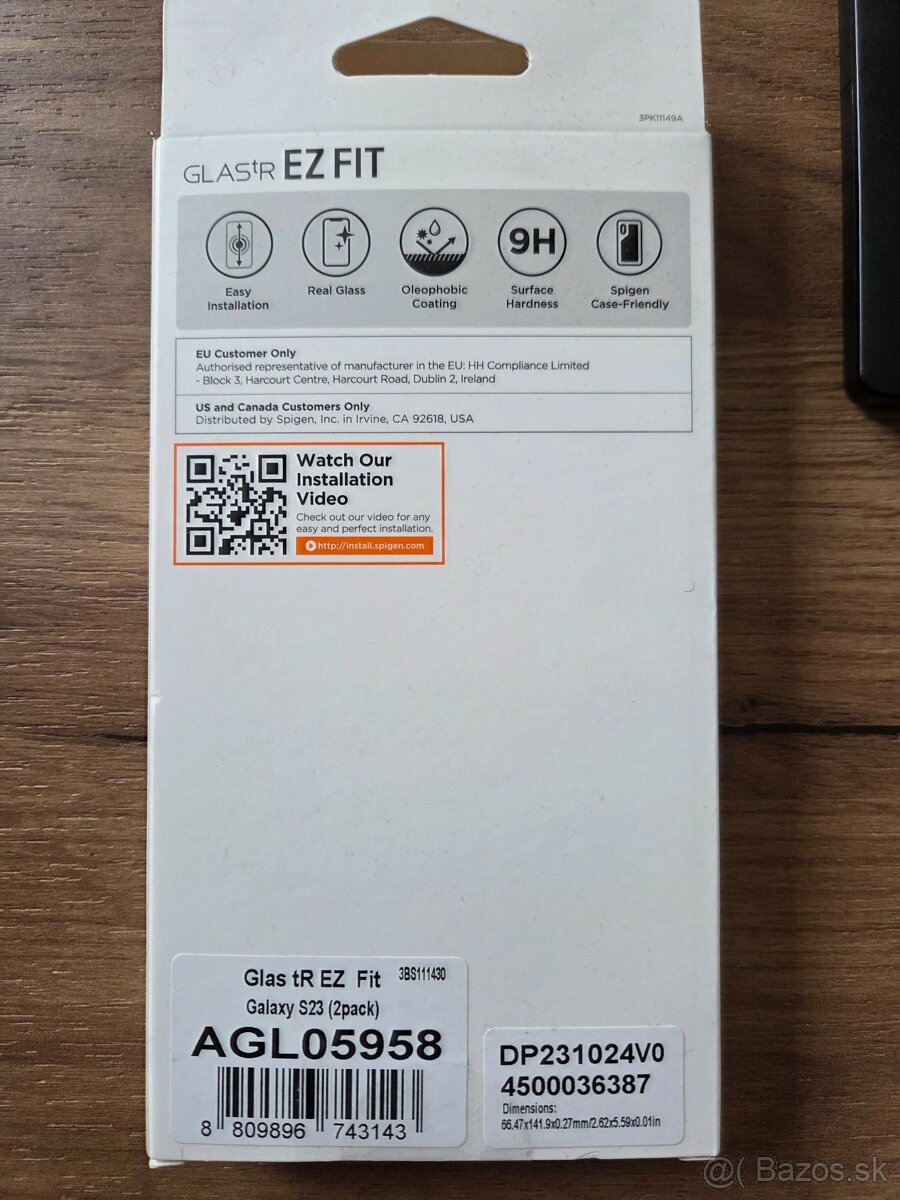 3PK11149A
GLAStR EZ FIT
9H
Easy Installation
Real Glass
Oleophobic Coating
Surface Hardness
Spigen Case-Friendly
EU Customer Only
Authorised representative of manufacturer in the EU: HH Compliance Limited
- Block 3, Harcourt Centre, Harcourt Road, Dublin 2, Ireland
US and Canada Customers Only
Distributed by Spigen, Inc. in Irvine, CA 92618, USA
Watch Our
Installation
Video
Check out our video for any
easy and perfect installation.
http://install.spigen.com
Glas tR EZ Fit 3BS111430
Galaxy S23 (2pack)
AGL05958
8 809896 743143
DP231024V0
4500036387
Dimensions:
66.47x141.9x0.27mm/2.62x5.59x0.01in
@( Bazos.sk